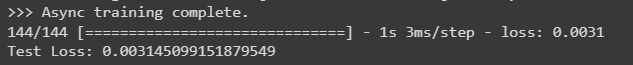 >>> Async training complete.
144/144 [==============================] - 1s 3ms/step - loss: 0.0031
Test Loss: 0.003145099151879549